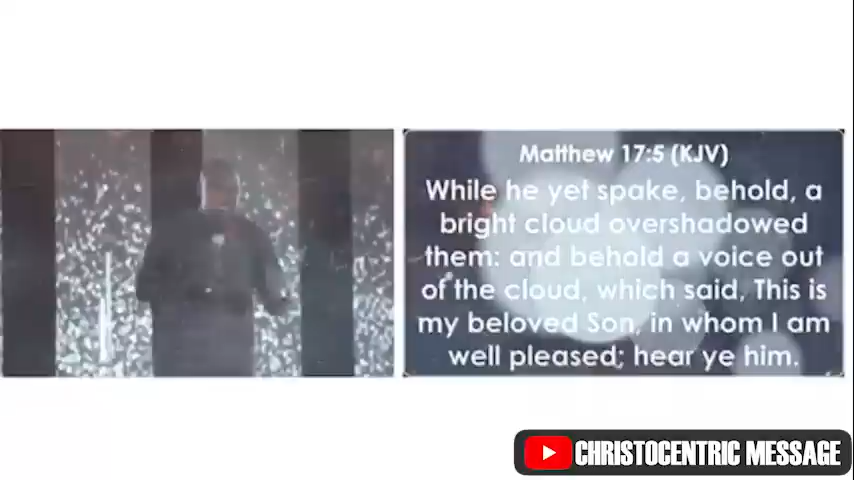 Matthew 17:5 (KJV)
While he yet spake, behold, a
bright cloud overshadowed
them: and behold a voice out
of the cloud, which said, This is
my beloved Son, in whom I am
well pleased; hear ye him.
CHRISTOCENTRIC MESSAGE